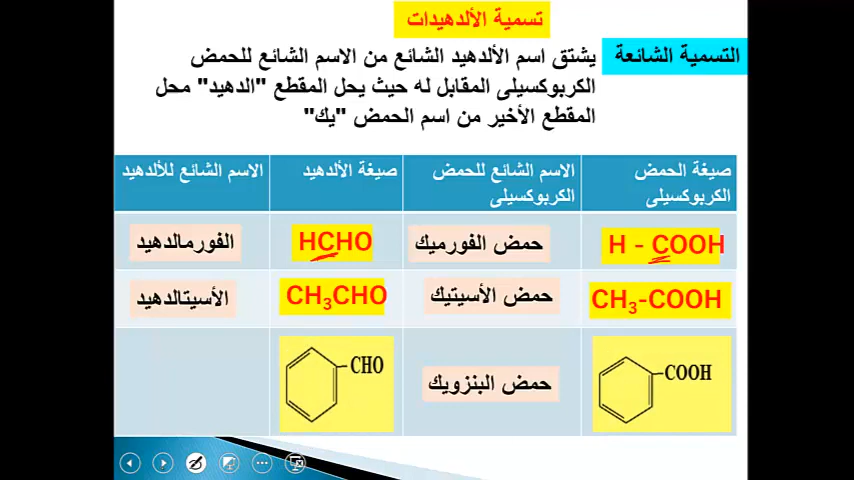 تسمية الألدهيدات
التسمية الشائعة
يشتق اسم الألدهيد الشائع من الاسم الشائع للحمض
الكربوكسيلى المقابل له حيث يحل المقطع "الدهيد" محل
المقطع الأخير من اسم الحمض "يك"
صيغة الحمض
الكربوكسيلى
الاسم الشائع للحمض
الكربوكسيلى
صيغة الألدهيد
الاسم الشائع للألدهيد
H - COOH
حمض الفورميك
HCHO
الفورمالدهيد
CH₃-COOH
حمض الأسيتيك
CH₃CHO
الأسيتالدهيد
COOH
حمض البنزويك
CHO